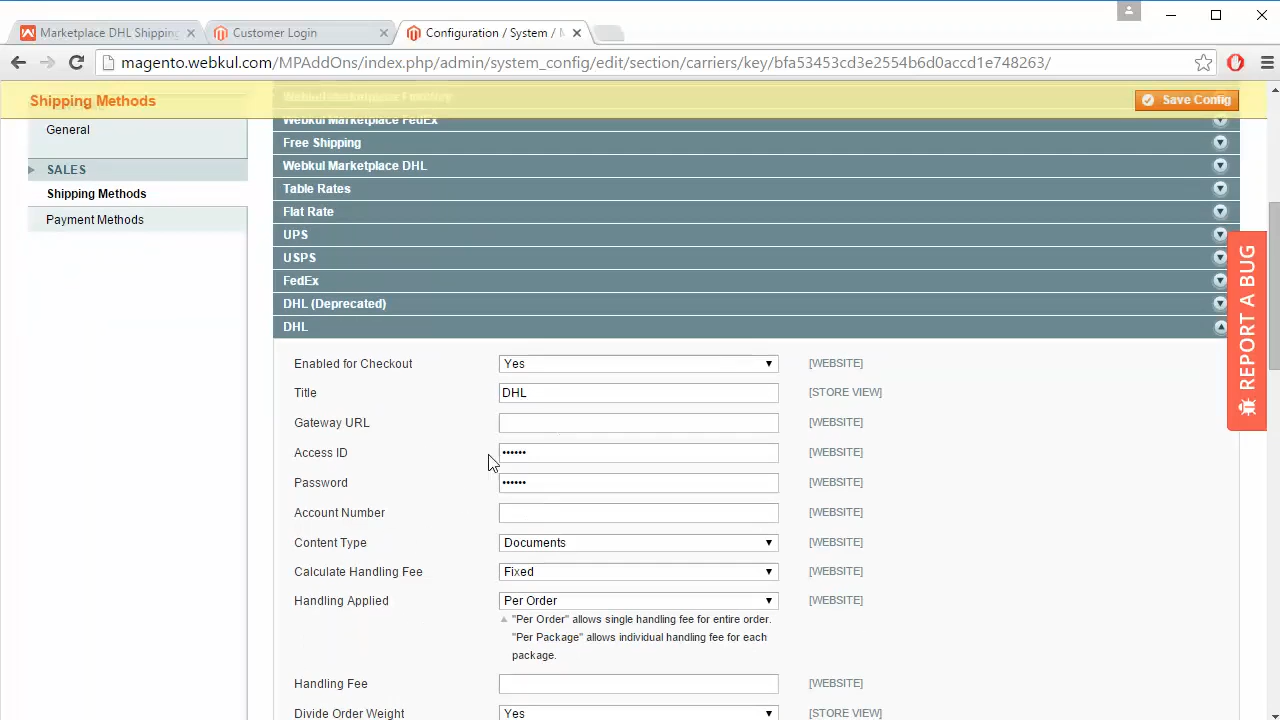 Marketplace DHL Shipping
Customer Login
Configuration / System / M
magento.webkul.com/MPAddOns/index.php/admin/system_config/edit/section/carriers/key/bfa53453cd3e2554b6d0accd1e748263/
Shipping Methods
Save Config
General
SALES
Shipping Methods
Payment Methods
Webkul Marketplace FedEx
Free Shipping
Webkul Marketplace DHL
Table Rates
Flat Rate
UPS
USPS
FedEx
DHL (Deprecated)
DHL
Enabled for Checkout Yes [WEBSITE]
Title DHL [STORE VIEW]
Gateway URL [WEBSITE]
Access ID •••••• [WEBSITE]
Password •••••• [WEBSITE]
Account Number [WEBSITE]
Content Type Documents [WEBSITE]
Calculate Handling Fee Fixed [WEBSITE]
Handling Applied Per Order [WEBSITE]
"Per Order" allows single handling fee for entire order.
"Per Package" allows individual handling fee for each
package.
Handling Fee [WEBSITE]
Divide Order Weight Yes [STORE VIEW]
REPORT A BUG